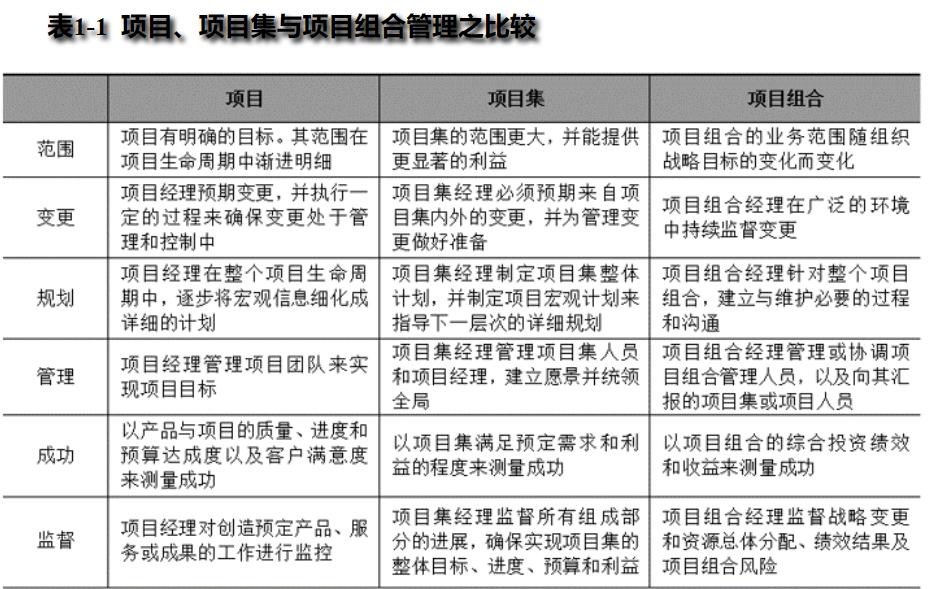 表1-1 项目、项目集与项目组合管理之比较
项目
项目集
项目组合
范围
项目有明确的目标。其范围在
项目生命周期中渐进明细
项目集的范围更大，并能提供
更显著的利益
项目组合的业务范围随组织
战略目标的变化而变化
变更
项目经理预期变更，并执行一
定的过程来确保变更处于管
理和控制中
项目集经理必须预期来自项
目集内外的变更，并为管理变
更做好准备
项目组合经理在广泛的环境
中持续监督变更
规划
项目经理在整个项目生命周
期中，逐步将宏观信息细化成
详细的计划
项目集经理制定项目集整体
计划，并制定项目宏观计划来
指导下一层次的详细规划
项目组合经理针对整个项目
组合，建立与维护必要的过程
和沟通
管理
项目经理管理项目团队来实
现项目目标
项目集经理管理项目集人员
和项目经理，建立愿景并统领
全局
项目组合经理管理或协调项
目组合管理人员，以及向其汇
报的项目集或项目人员
成功
以产品与项目的质量、进度和
预算达成度以及客户满意度
来测量成功
以项目集满足预定需求和利
益的程度来测量成功
以项目组合的综合投资绩效
和收益来测量成功
监督
项目经理对创造预定产品、服
务或成果的工作进行监控
项目集经理监督所有组成部
分的进展，确保实现项目集的
整体目标、进度、预算和利益
项目组合经理监督战略变更
和资源总体分配、绩效结果及
项目组合风险